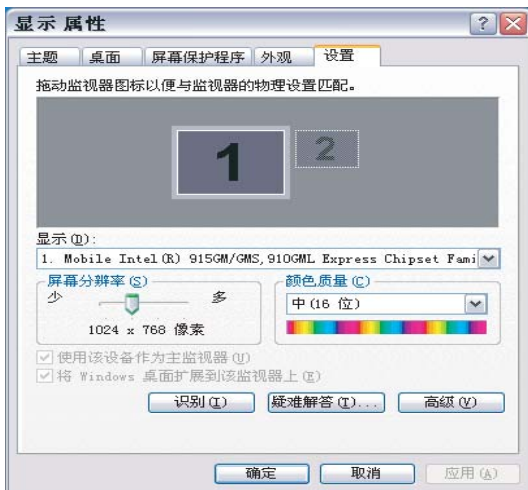 显示 属性
主题 桌面 屏幕保护程序 外观 设置
拖动监视器图标以便与监视器的物理设置匹配。
1 2
显示(D):
1. Mobile Intel(R) 915GM/GMS,910GML Express Chipset Fami
屏幕分辨率(S) 颜色质量(C)
少 多 中(16 位)
1024 x 768 像素
使用该设备作为主监视器(U)
将 Windows 桌面扩展到该监视器上(E)
识别(I) 疑难解答(T)... 高级(V)
确定 取消 应用(A)